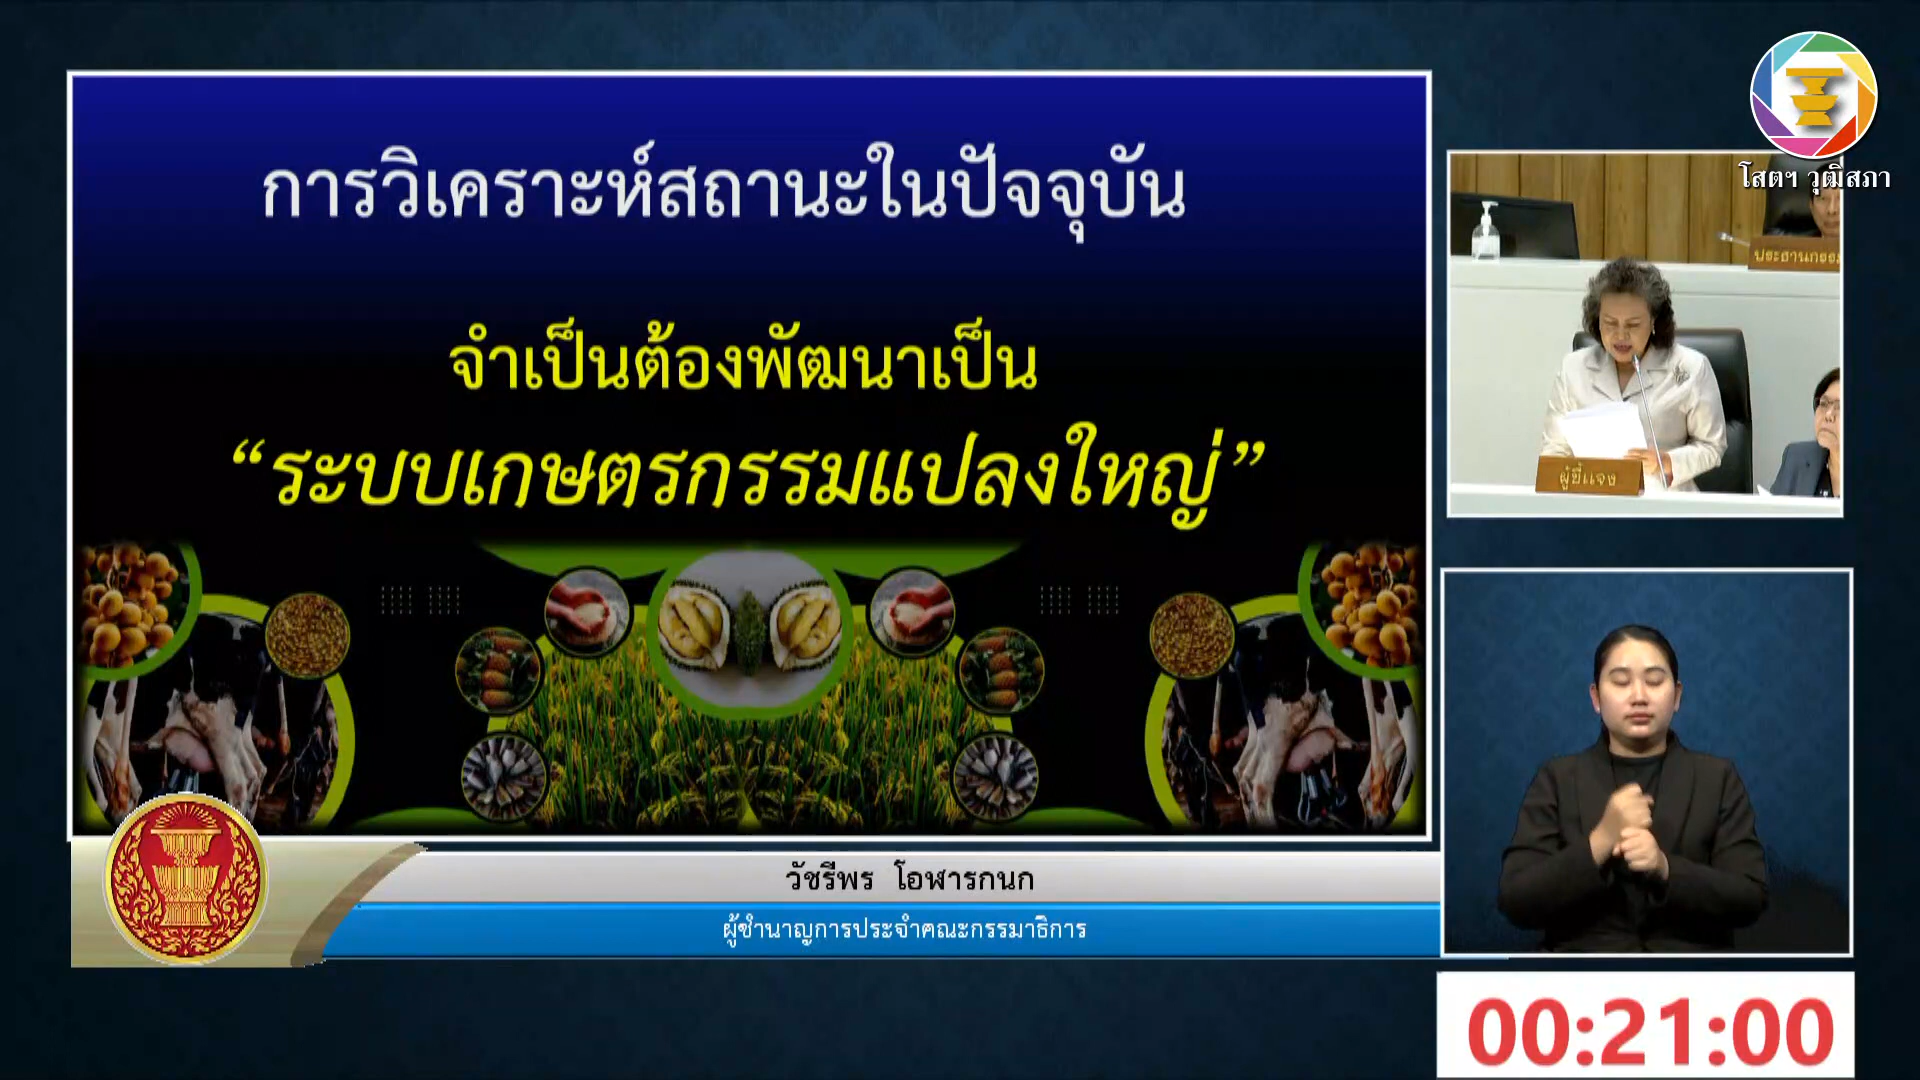 การวิเคราะห์สถานะในปัจจุบัน
จำเป็นต้องพัฒนาเป็น
“ระบบเกษตรกรรมแปลงใหญ่”
โสตฯ วุฒิสภา
ประธานกรรม
ผู้ชี้แจง
วัชรีพร โอฬารกนก
ผู้ชำนาญการประจำคณะกรรมาธิการ
00:21:00